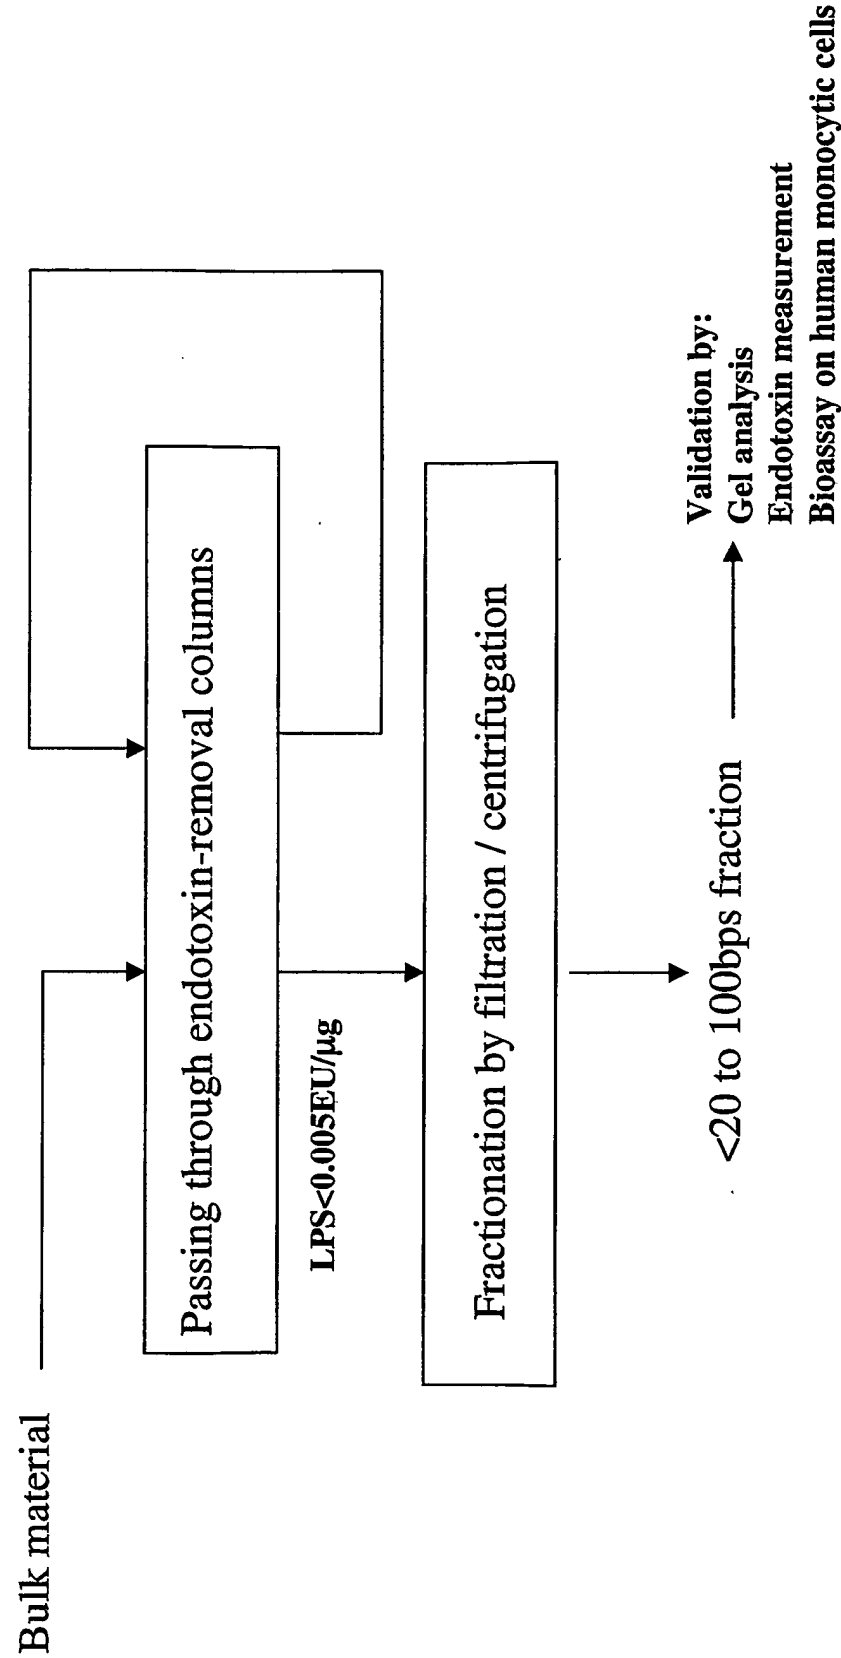 Bulk material
Passing through endotoxin-removal columns
LPS<0.005EU/μg
Fractionation by filtration / centrifugation
<20 to 100bps fraction
Validation by:
Gel analysis
Endotoxin measurement
Bioassay on human monocytic cells